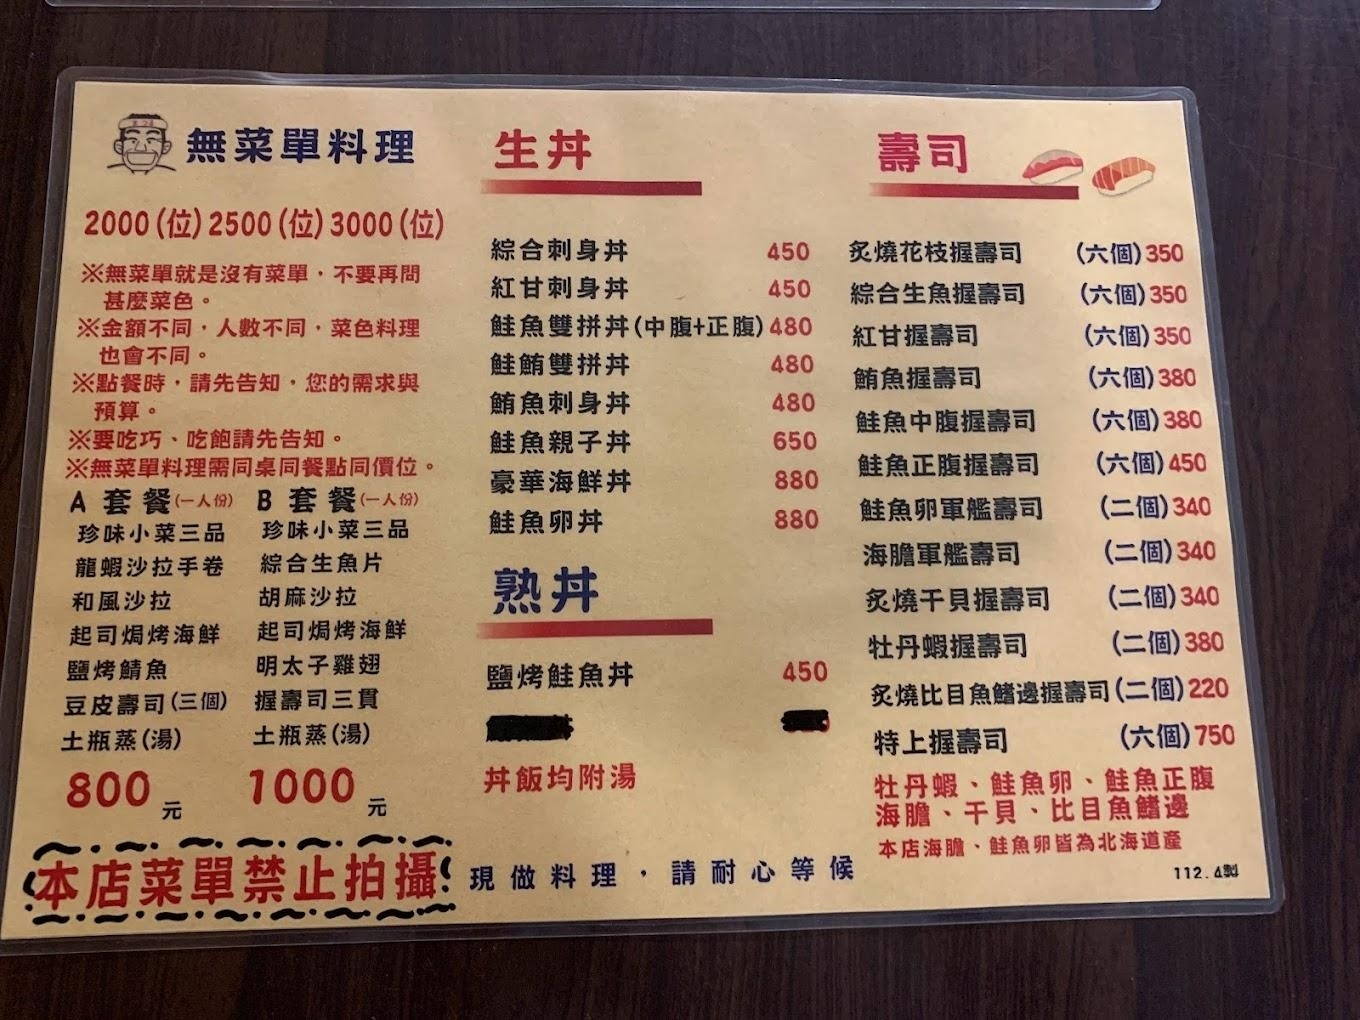 無菜單料理
2000(位)2500(位)3000(位)
※無菜單就是沒有菜單，不要再問
甚麼菜色。
※金額不同，人數不同，菜色料理
也會不同。
※點餐時，請先告知，您的需求與
預算。
※要吃巧、吃飽請先告知。
※無菜單料理需同桌同餐點同價位。
A 套餐(一人份)
珍味小菜三品
龍蝦沙拉手卷
和風沙拉
起司焗烤海鮮
鹽烤鯖魚
豆皮壽司(三個)
土瓶蒸(湯)
800元
B 套餐(一人份)
珍味小菜三品
綜合生魚片
胡麻沙拉
起司焗烤海鮮
明太子雞翅
握壽司三貫
土瓶蒸(湯)
1000元
本店菜單禁止拍攝!
生丼
綜合刺身丼 450
紅甘刺身丼 450
鮭魚雙拼丼(中腹+正腹) 480
鮭鮪雙拼丼 480
鮪魚刺身丼 480
鮭魚親子丼 650
豪華海鮮丼 880
鮭魚卵丼 880
熟丼
鹽烤鮭魚丼 450
丼飯均附湯
現做料理，請耐心等候
壽司
炙燒花枝握壽司 (六個)350
綜合生魚握壽司 (六個)350
紅甘握壽司 (六個)350
鮪魚握壽司 (六個)380
鮭魚中腹握壽司 (六個)380
鮭魚正腹握壽司 (六個)450
鮭魚卵軍艦壽司 (二個)340
海膽軍艦壽司 (二個)340
炙燒干貝握壽司 (二個)340
牡丹蝦握壽司 (二個)380
炙燒比目魚鰭邊握壽司(二個)220
特上握壽司 (六個)750
牡丹蝦、鮭魚卵、鮭魚正腹
海膽、干貝、比目魚鰭邊
本店海膽、鮭魚卵皆為北海道產
112.4製